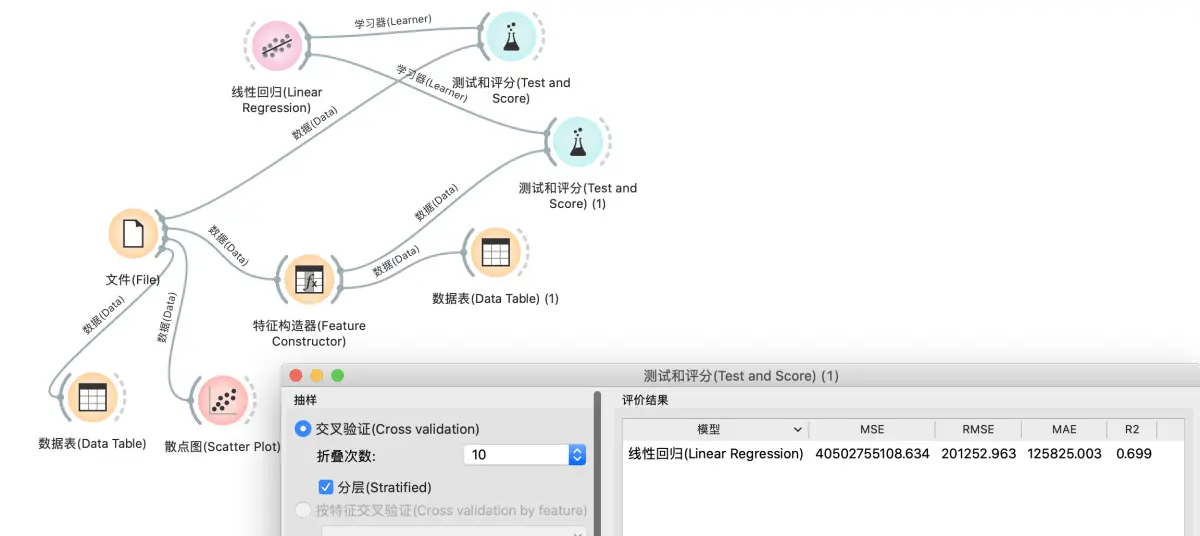 学习器(Learner)
学习器(Learner)
线性回归(Linear
Regression)
测试和评分(Test and
Score)
数据(Data)
测试和评分(Test and
Score) (1)
数据(Data)
数据(Data)
数据(Data)
文件(File)
数据表(Data Table) (1)
特征构造器(Feature
Constructor)
数据(Data)
数据(Data)
数据表(Data Table)
散点图(Scatter Plot)
测试和评分(Test and Score) (1)
抽样
交叉验证(Cross validation)
折叠次数:
10
分层(Stratified)
按特征交叉验证(Cross validation by feature)
评价结果
模型 MSE RMSE MAE R2
线性回归(Linear Regression) 40502755108.634 201252.963 125825.003 0.699